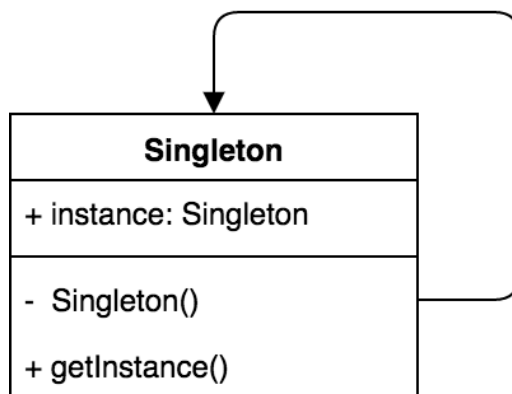 Singleton
+ instance: Singleton
- Singleton()
+ getInstance()